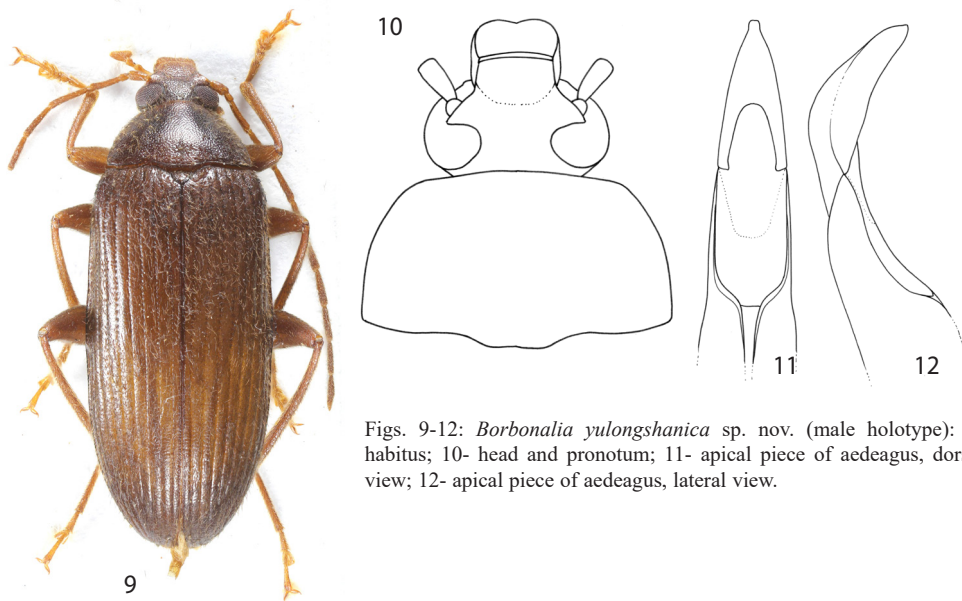 10
11
12
9
Figs. 9-12: Borbonalia yulongshanica sp. nov. (male holotype):
habitus; 10- head and pronotum; 11- apical piece of aedeagus,
view; 12- apical piece of aedeagus, lateral view.